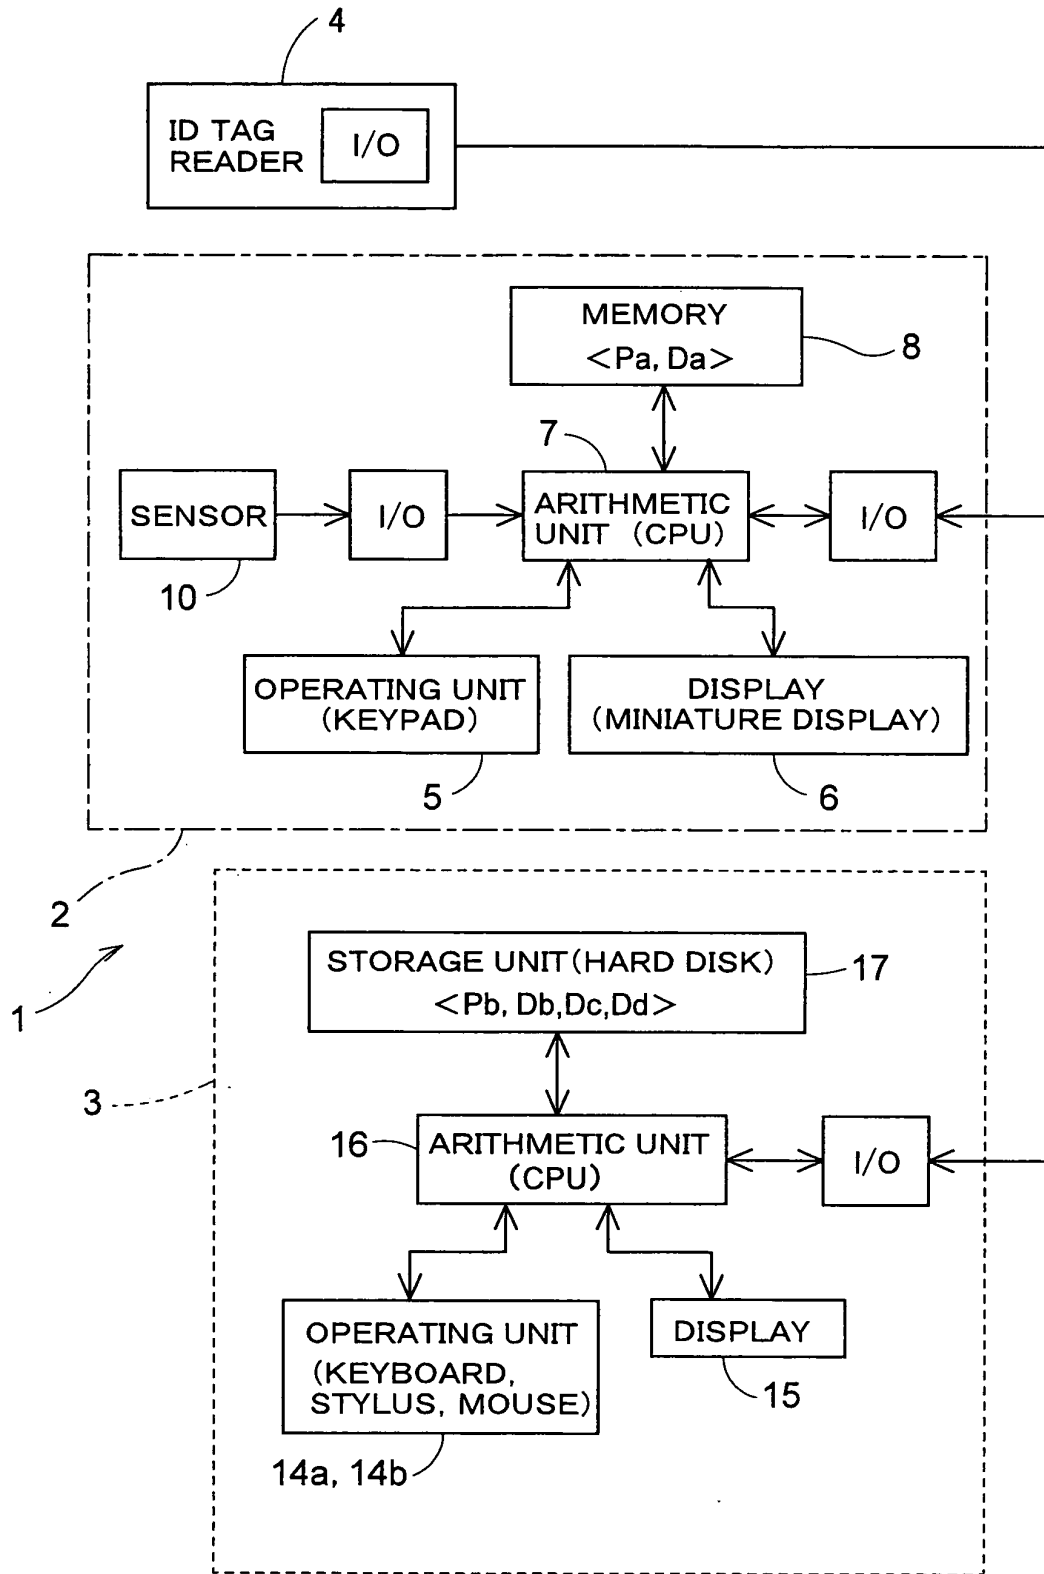 4
ID TAG
READER
I/O
MEMORY
<Pa, Da>
8
7
SENSOR
I/O
ARITHMETIC
UNIT (CPU)
I/O
10
OPERATING UNIT
(KEYPAD)
DISPLAY
(MINIATURE DISPLAY)
5
6
2
1
STORAGE UNIT(HARD DISK)
<Pb, Db,Dc,Dd>
17
3
16
ARITHMETIC UNIT
(CPU)
I/O
OPERATING UNIT
(KEYBOARD,
STYLUS, MOUSE)
DISPLAY
15
14a, 14b